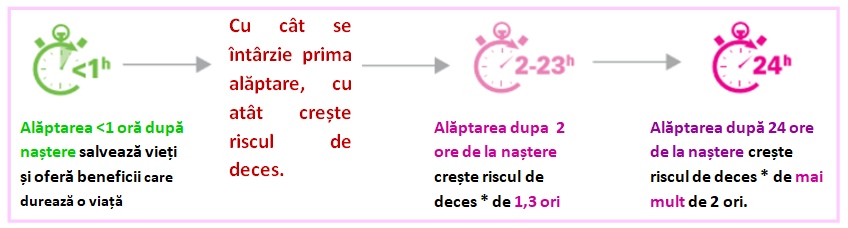 <1h
Alăptarea <1 oră după
naștere salvează vieți
și oferă beneficii care
durează o viață
Cu cât se
întârzie prima
alăptare, cu
atât crește
riscul de
deces.
2-23h
Alăptarea dupa 2
ore de la naștere
crește riscul de
deces * de 1,3 ori
24h
Alăptarea după 24 ore
de la naștere crește
riscul de deces * de mai
mult de 2 ori.